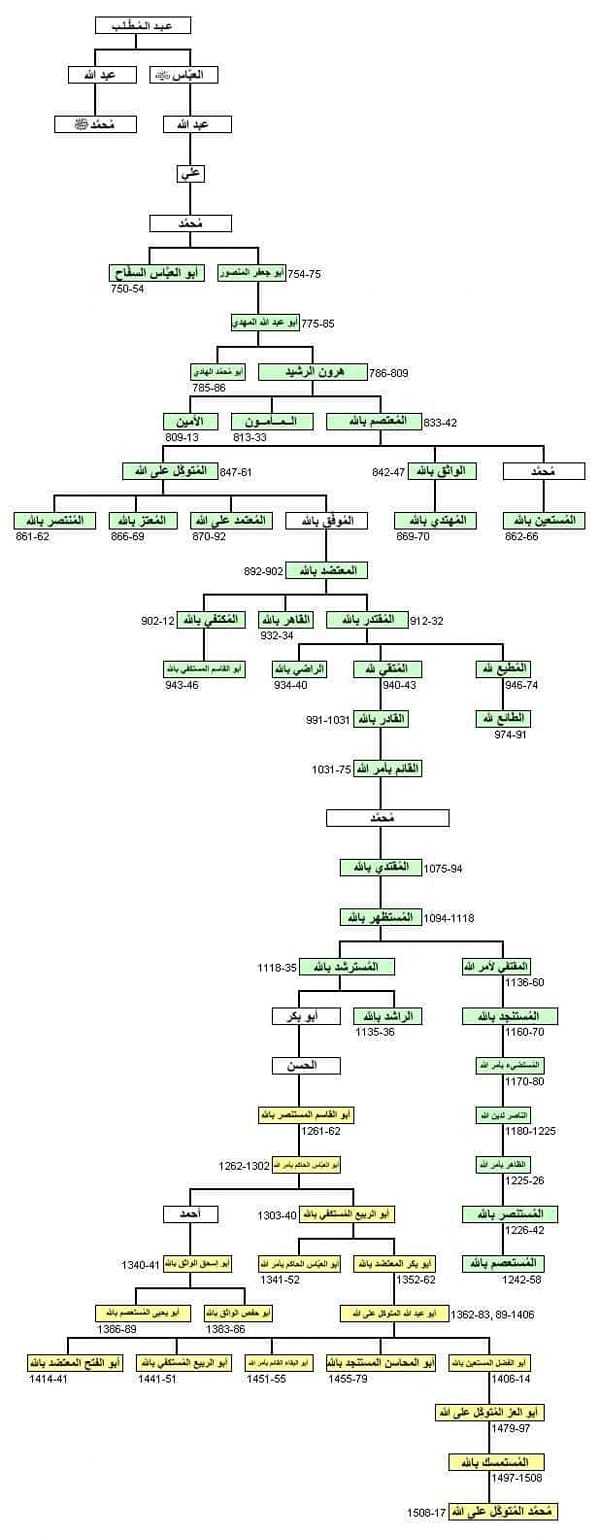 عبد المُطَّلب
عبد الله
العبّاس ﷺ
مُحمَّد ﷺ
عبد الله
علي
مُحمَّد
أبو العبَّاس السفَّاح
750-54
أبو جعفر المنصور
754-75
أبو عبد الله المهدي
775-85
أبو مُحمَّد الهادي
785-86
هرون الرشيد
786-809
الأمين
809-13
المــأمــون
813-33
المُعتصم بالله
833-42
المُتوكّل على الله
847-61
الواثق بالله
842-47
مُحمَّد
المُنتصر بالله
861-62
المُعتز بالله
866-69
المُعتمد على الله
870-92
المُوفَّق بالله
المُهتدي بالله
869-70
المُستعين بالله
862-66
المعتضد بالله
892-902
المُكتفي بالله
902-12
القاهر بالله
932-34
المُقتدر بالله
912-32
أبو القاسم المستكفي بالله
943-46
الراضي بالله
934-40
المُتقي لله
940-43
المُطيع لله
946-74
القادر بالله
991-1031
الطائع لله
974-91
القائم بأمر الله
1031-75
مُحمَّد
المُقتدي بالله
1075-94
المُستظهر بالله
1094-1118
المُسترشد بالله
1118-35
المقتفي لأمر الله
1136-60
أبو بكر
الراشد بالله
1135-36
المُستنجد بالله
1160-70
الحسن
المُستضيء بأمر الله
1170-80
أبو القاسم المستنصر بالله
1261-62
الناصر لدين الله
1180-1225
أبو العبَّاس الحاكم بأمر الله
1262-1302
الظاهر بأمر الله
1225-26
أحمد
أبو الربيع المُستكفي بالله
1303-40
المُستنصر بالله
1226-42
أبو إسحق الواثق بالله
1340-41
أبو العبَّاس الحاكم بأمر الله
1341-52
أبو بكر المعتضد بالله
1352-62
المُستعصم بالله
1242-58
أبو يحيى المُستعصم بالله
1386-89
أبو حفص الواثق بالله
1383-86
أبو عبد الله المتوكل على الله
1362-83, 89-1406
أبو الفتح المعتضد بالله
1414-41
أبو الربيع المُستكفي بالله
1441-51
أبو البقاء القائم بأمر الله
1451-55
أبو المحاسن المستنجد بالله
1455-79
أبو الفضل المستعين بالله
1406-14
أبو العز المُتوكّل على الله
1479-97
المُستمسك بالله
1497-1508
مُحمَّد المُتوكّل على الله
1508-17